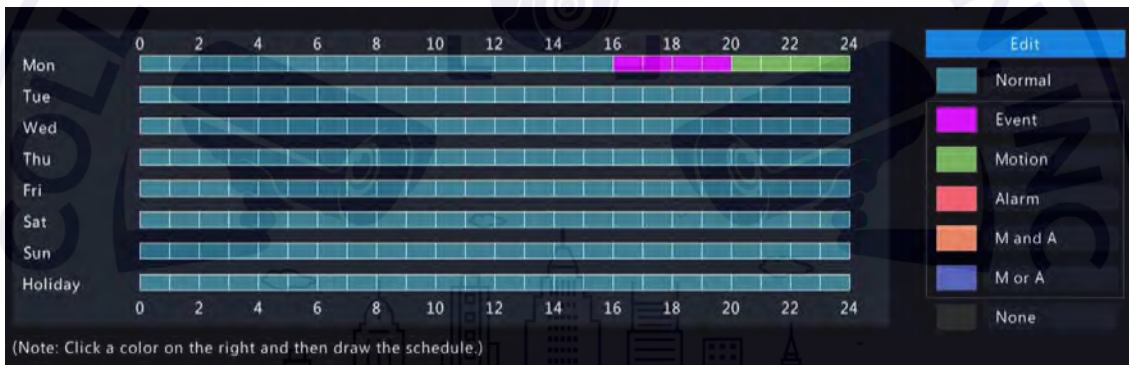 0 2 4 6 8 10 12 14 16 18 20 22 24
Edit
Mon
Normal
Tue
Event
Wed
Thu
Motion
Fri
Alarm
Sat
M and A
Sun
M or A
Holiday
0 2 4 6 8 10 12 14 16 18 20 22 24
None
(Note: Click a color on the right and then draw the schedule.)